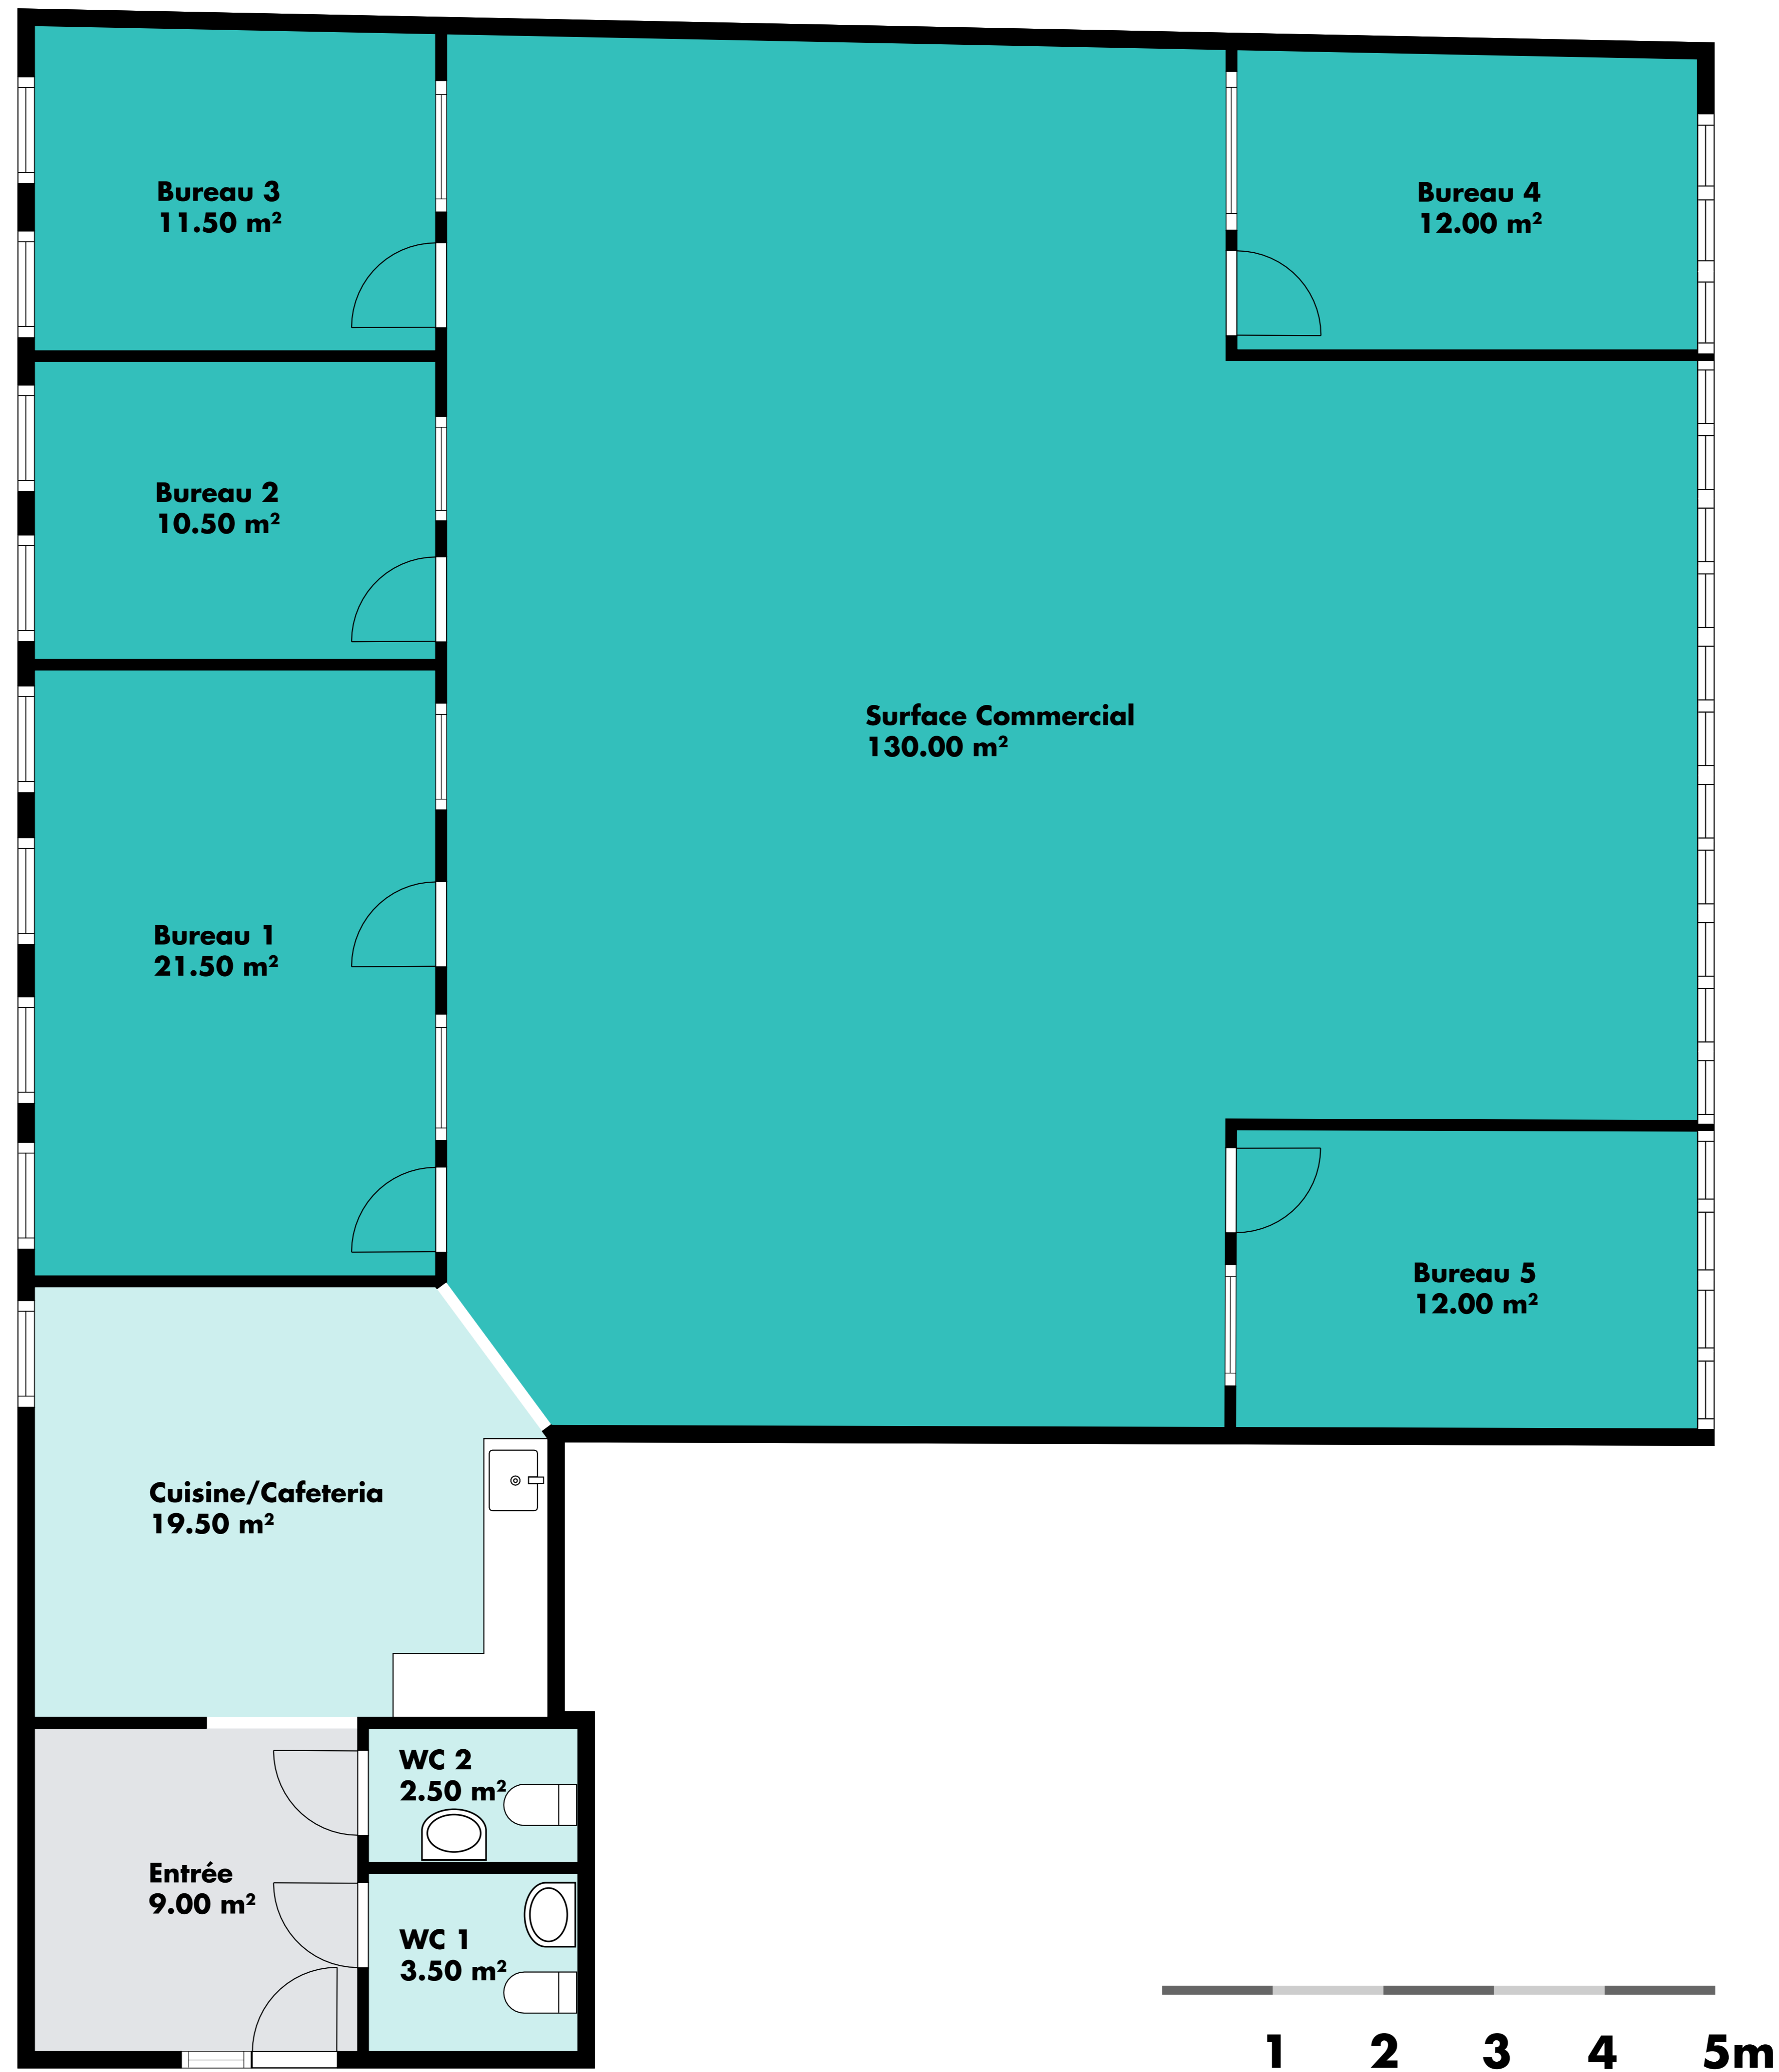 Bureau 3
11.50 m²
Bureau 4
12.00 m²
Bureau 2
10.50 m²
Surface Commercial
130.00 m²
Bureau 1
21.50 m²
Bureau 5
12.00 m²
Cuisine/Cafeteria
19.50 m²
WC 2
2.50 m²
Entrée
9.00 m²
WC 1
3.50 m²
1 2 3 4 5m